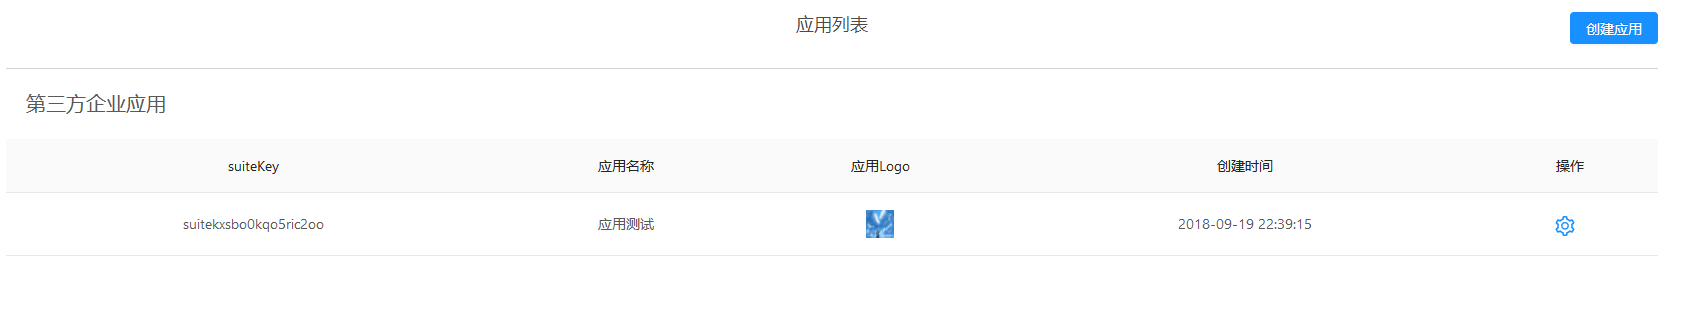 应用列表
创建应用
第三方企业应用
suiteKey 应用名称 应用Logo 创建时间 操作
suitekxsbo0kqo5ric2oo 应用测试 2018-09-19 22:39:15